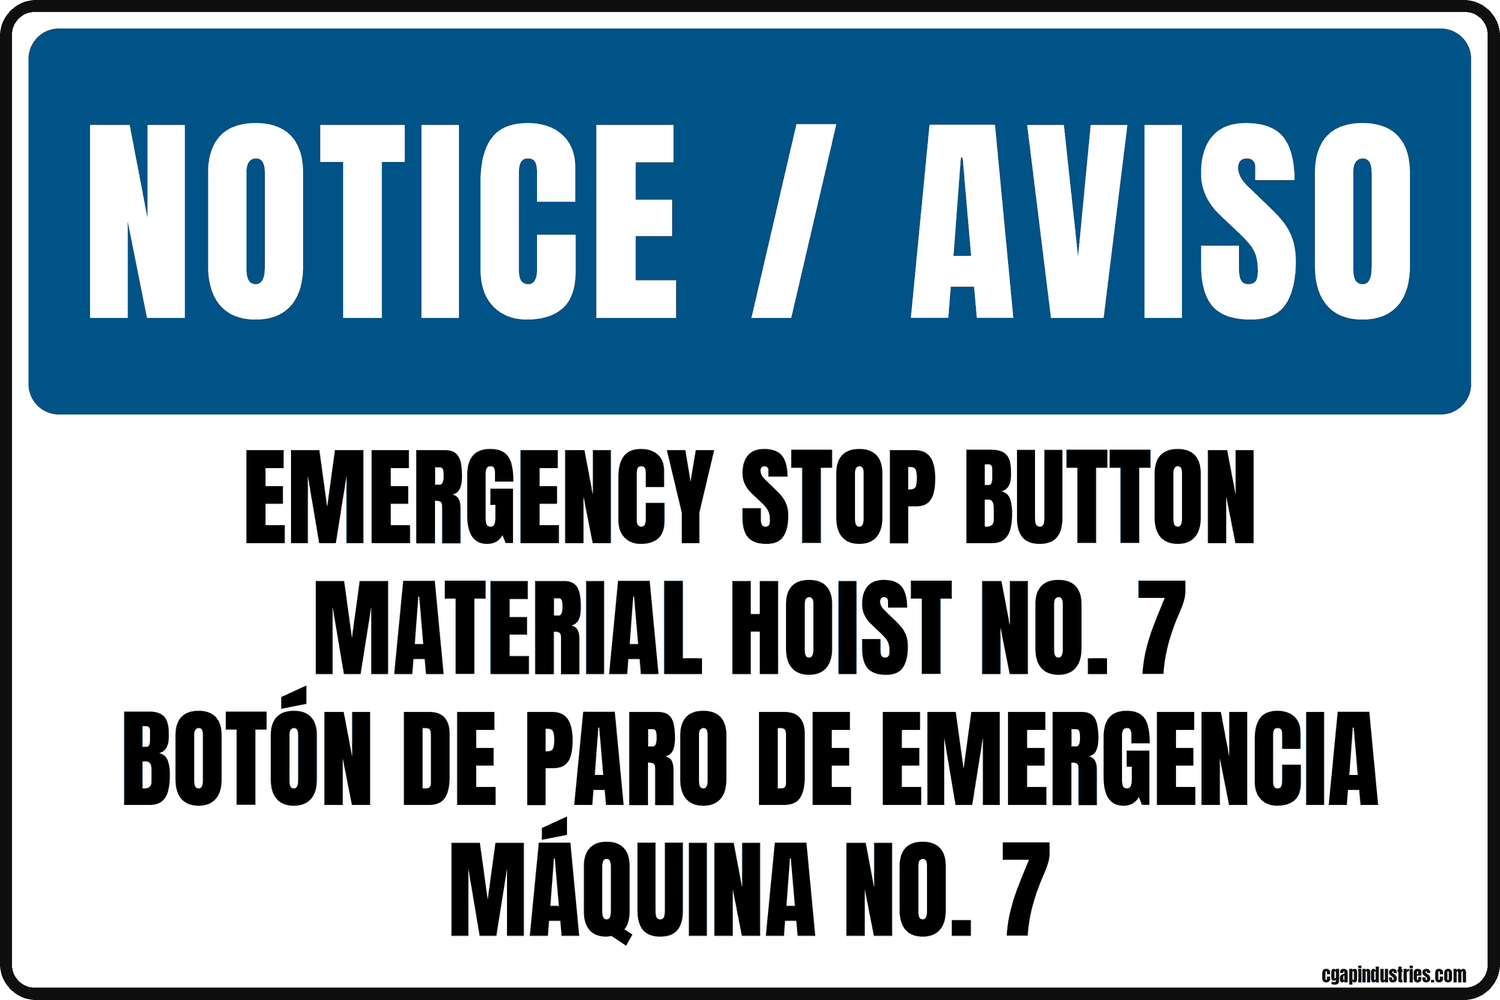 NOTICE / AVISO
EMERGENCY STOP BUTTON
MATERIAL HOIST NO. 7
BOTÓN DE PARO DE EMERGENCIA
MÁQUINA NO. 7
cgapindustries.com